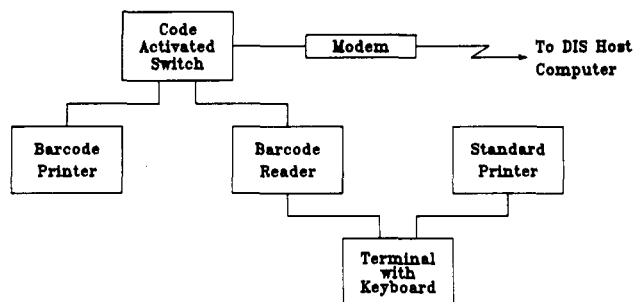 Code
Activated
Switch
Modem
To DIS Host
Computer
Barcode
Printer
Barcode
Reader
Standard
Printer
Terminal
with
Keyboard